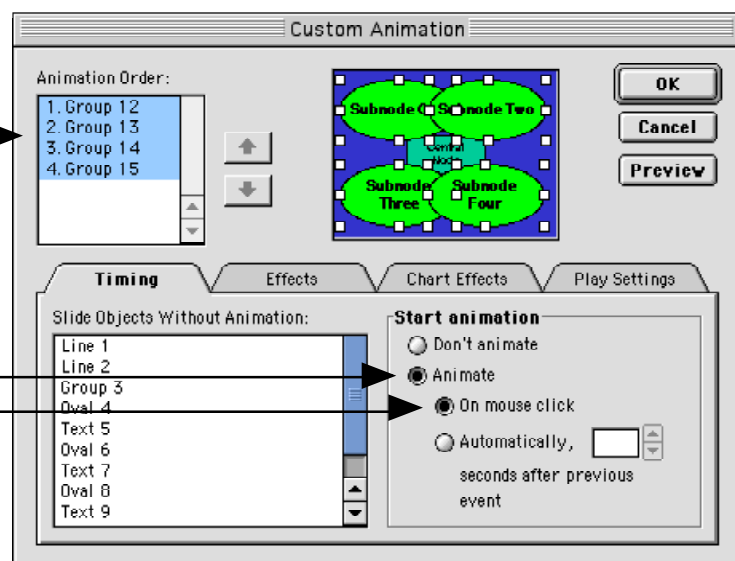 Custom Animation
Animation Order:
1. Group 12
2. Group 13
3. Group 14
4. Group 15
Subnode Subnode Two
Central
Node
Subnode Subnode
Three Four
OK
Cancel
Preview
Timing Effects Chart Effects Play Settings
Slide Objects Without Animation:
Line 1
Line 2
Group 3
Oval 4
Text 5
Oval 6
Text 7
Oval 8
Text 9
Start animation
Don't animate
Animate
On mouse click
Automatically,
seconds after previous
event